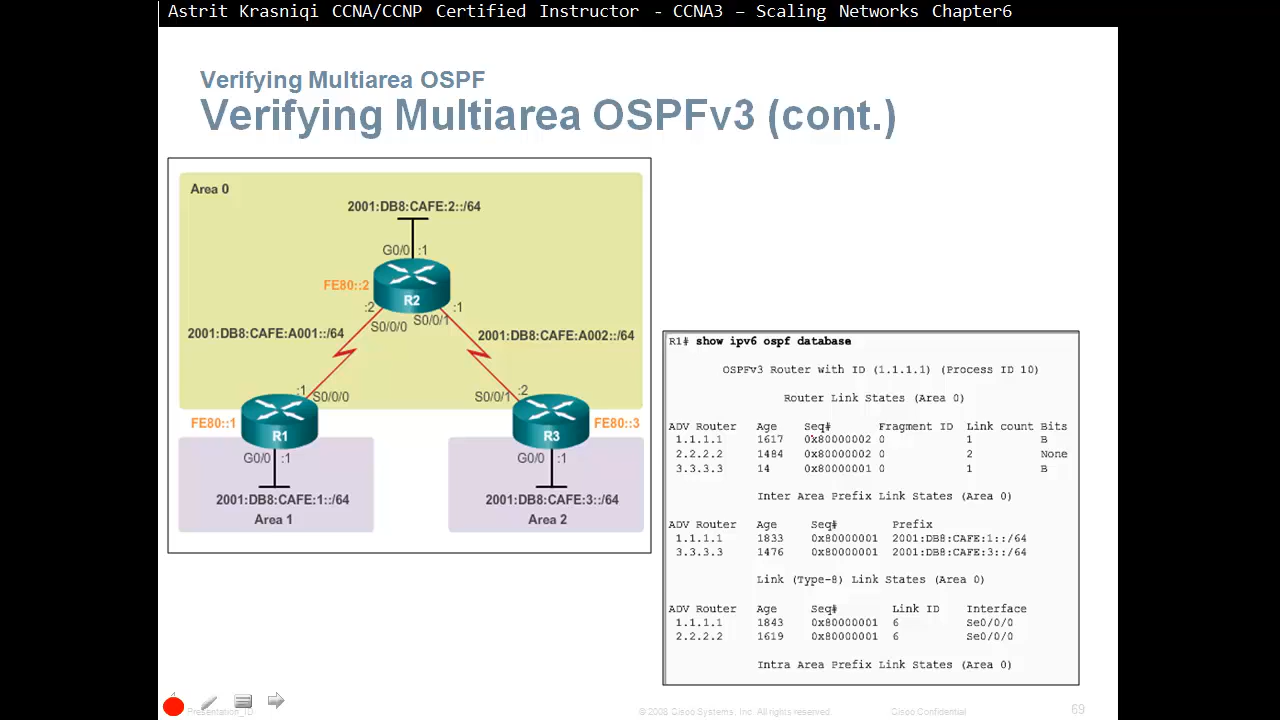 Astrit Krasniqi CCNA/CCNP Certified Instructor - CCNA3 – Scaling Networks Chapter6
Verifying Multiarea OSPF
Verifying Multiarea OSPFv3 (cont.)
Area 0
2001:DB8:CAFE:2::/64
G0/0 :1
FE80::2
R2
:2 :1
S0/0/0 S0/0/1
2001:DB8:CAFE:A001::/64 2001:DB8:CAFE:A002::/64
:1 S0/0/0 S0/0/1 :2
FE80::1 R1 R3 FE80::3
G0/0 :1 G0/0 :1
2001:DB8:CAFE:1::/64 2001:DB8:CAFE:3::/64
Area 1 Area 2
R1# show ipv6 ospf database
OSPFv3 Router with ID (1.1.1.1) (Process ID 10)
Router Link States (Area 0)
ADV Router Age Seq# Fragment ID Link count Bits
1.1.1.1 1617 0x80000002 0 1 B
2.2.2.2 1484 0x80000002 0 2 None
3.3.3.3 14 0x80000001 0 1 B
Inter Area Prefix Link States (Area 0)
ADV Router Age Seq# Prefix
1.1.1.1 1833 0x80000001 2001:DB8:CAFE:1::/64
3.3.3.3 1476 0x80000001 2001:DB8:CAFE:3::/64
Link (Type-8) Link States (Area 0)
ADV Router Age Seq# Link ID Interface
1.1.1.1 1843 0x80000001 6 Se0/0/0
2.2.2.2 1619 0x80000001 6 Se0/0/0
Intra Area Prefix Link States (Area 0)
Presentation_ID © 2008 Cisco Systems, Inc. All rights reserved. Cisco Confidential 69